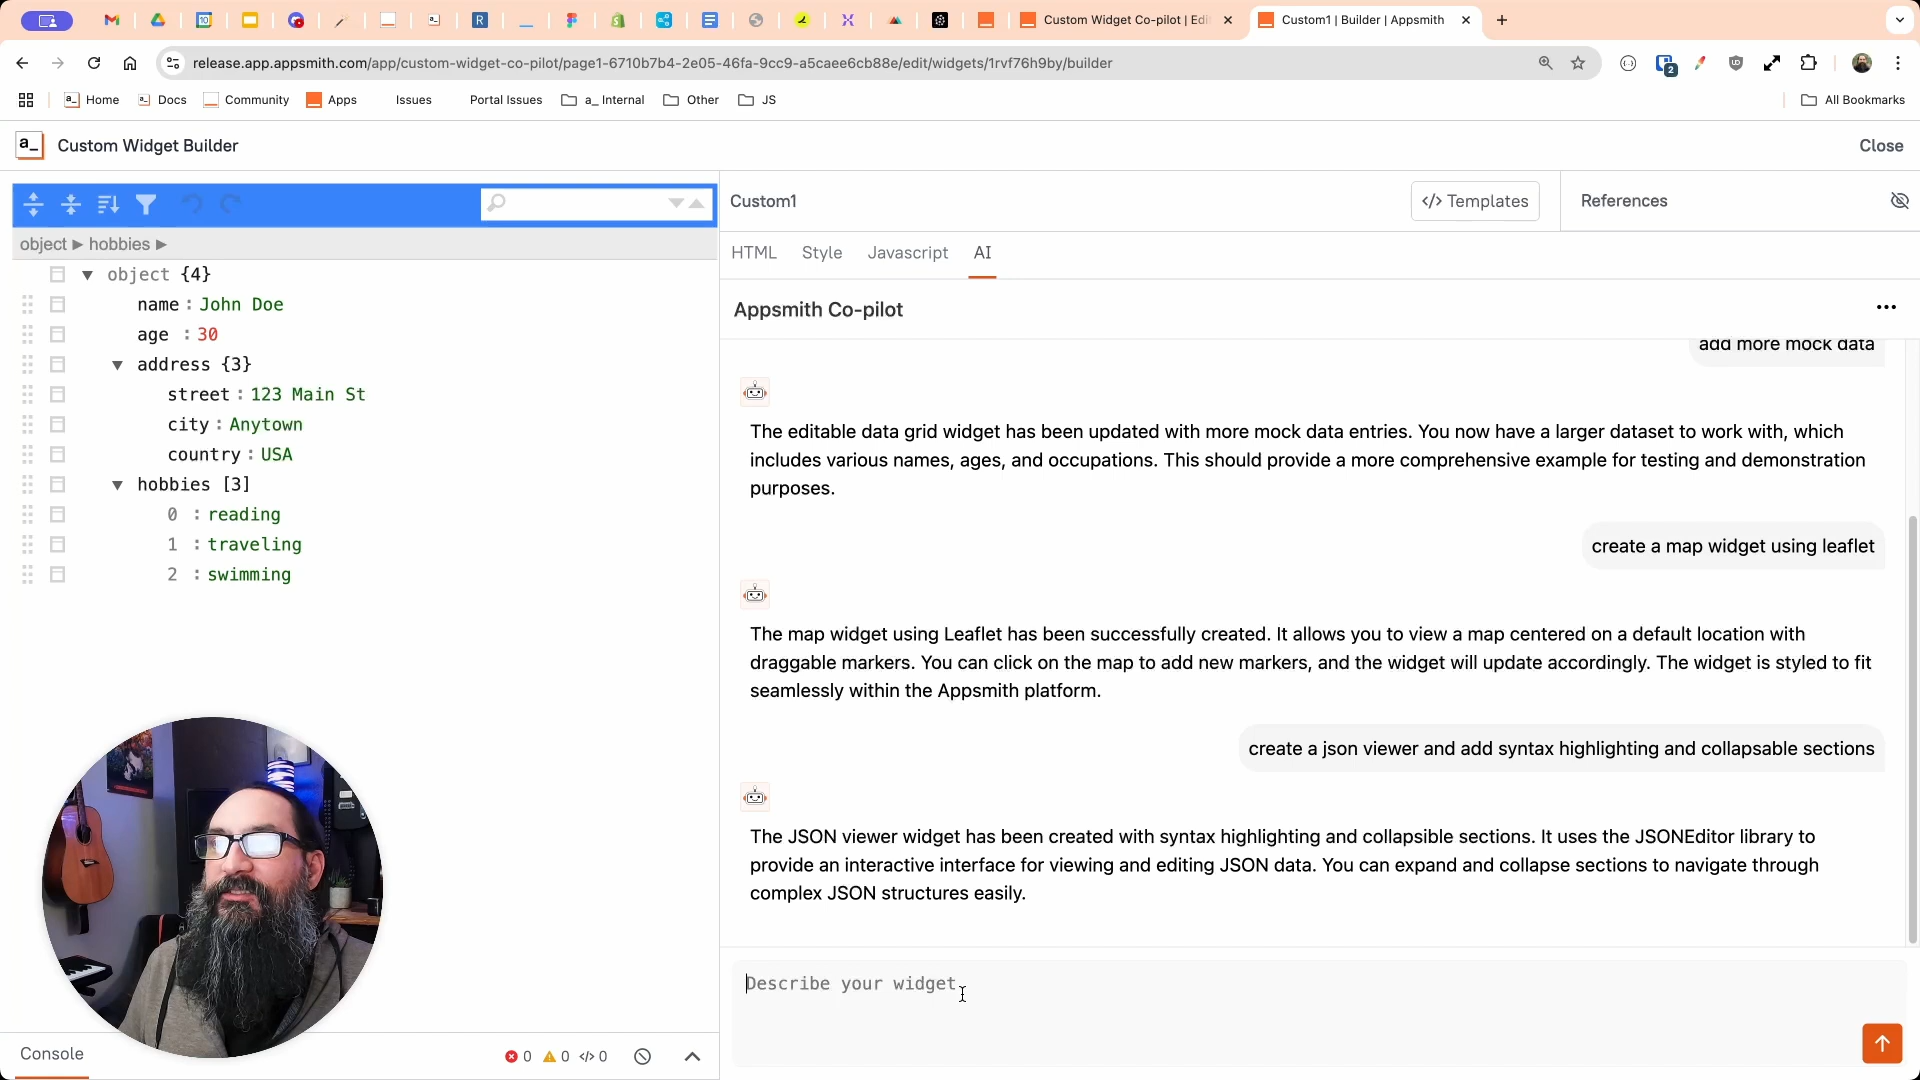 Custom Widget Co-pilot | Edi
Custom1 | Builder | Appsmith
release.app.appsmith.com/app/custom-widget-co-pilot/page1-6710b7b4-2e05-46fa-9cc9-a5caee6cb88e/edit/widgets/1rvf76h9by/builder
2
Home
Docs
Community
Apps
Issues
Portal Issues
a_ Internal
Other
JS
All Bookmarks
a_ Custom Widget Builder
Close
object ▶ hobbies ▶
object {4}
name : John Doe
age : 30
address {3}
street : 123 Main St
city : Anytown
country : USA
hobbies [3]
0 : reading
1 : traveling
2 : swimming
Console
0 0 </> 0
Custom1
</> Templates
References
HTML Style Javascript AI
Appsmith Co-pilot
add more mock data
The editable data grid widget has been updated with more mock data entries. You now have a larger dataset to work with, which
includes various names, ages, and occupations. This should provide a more comprehensive example for testing and demonstration
purposes.
create a map widget using leaflet
The map widget using Leaflet has been successfully created. It allows you to view a map centered on a default location with
draggable markers. You can click on the map to add new markers, and the widget will update accordingly. The widget is styled to fit
seamlessly within the Appsmith platform.
create a json viewer and add syntax highlighting and collapsable sections
The JSON viewer widget has been created with syntax highlighting and collapsible sections. It uses the JSONEditor library to
provide an interactive interface for viewing and editing JSON data. You can expand and collapse sections to navigate through
complex JSON structures easily.
Describe your widget